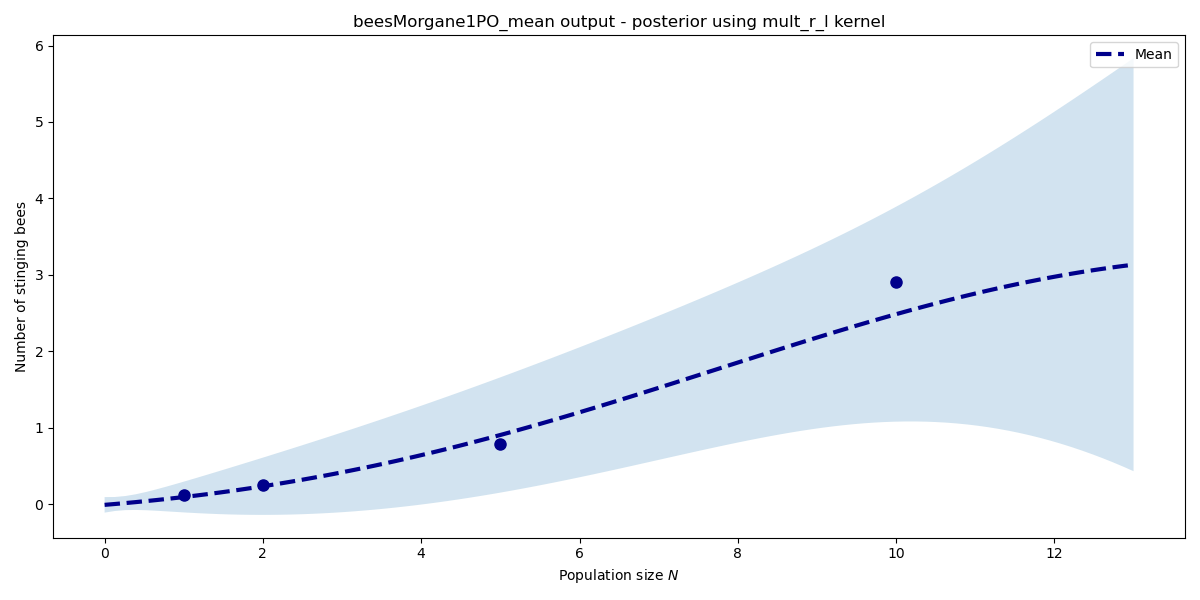 beesMorgane1PO_mean output - posterior using mult_r_l kernel
Mean
Number of stinging bees
6
5
4
3
2
1
0
0 2 4 6 8 10 12
Population size N